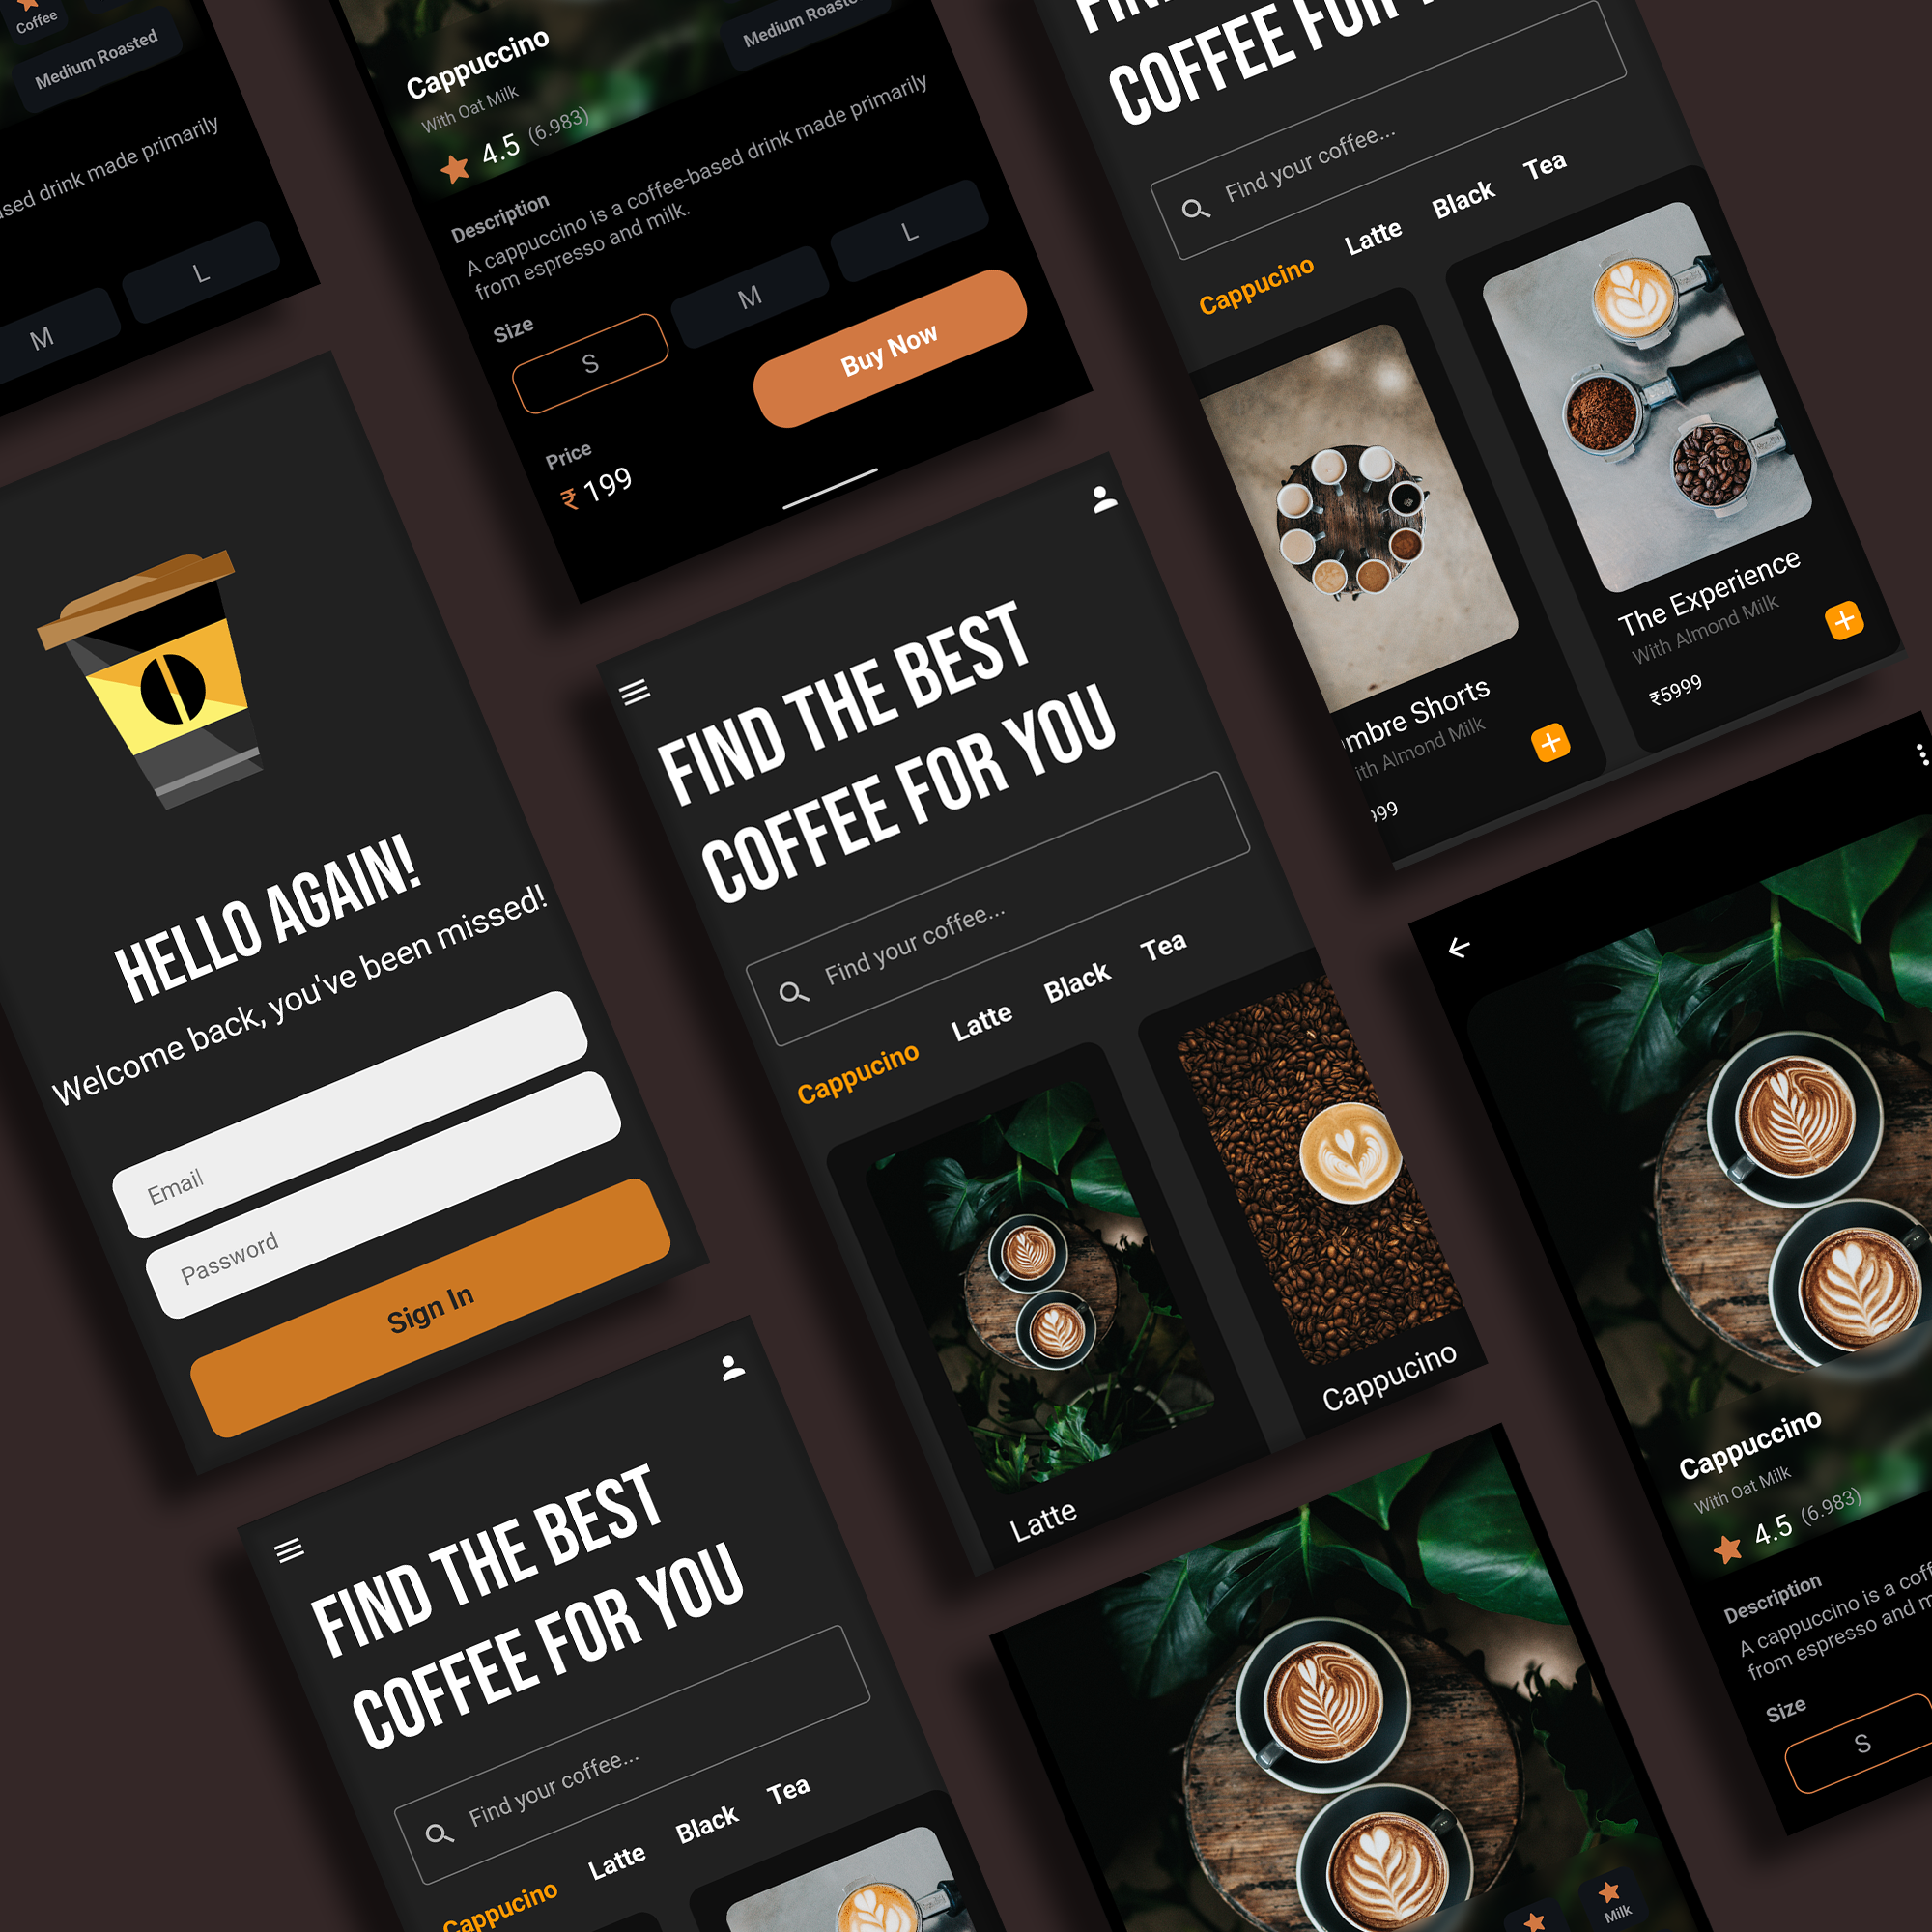 Coffee
Medium Roasted
sed drink made primarily
M
L
Cappuccino
With Oat Milk
4.5 (6.983)
Medium Roaste
Description
A cappuccino is a coffee-based drink made primarily
from espresso and milk.
Size
S
M
L
Buy Now
Price
₹ 199
COFFEE FOR
Find your coffee...
Cappucino
Latte
Black
Tea
mbre Shorts
ith Almond Milk
999
The Experience
With Almond Milk
₹5999
HELLO AGAIN!
Welcome back, you've been missed!
Email
Password
Sign In
FIND THE BEST
COFFEE FOR YOU
Find your coffee...
Cappucino
Latte
Black
Tea
Latte
Cappucino
Cappuccino
With Oat Milk
4.5 (6.983)
Description
A cappuccino is a coff
from espresso and m
Size
S
FIND THE BEST
COFFEE FOR YOU
Find your coffee...
Cappucino
Latte
Black
Tea
Milk